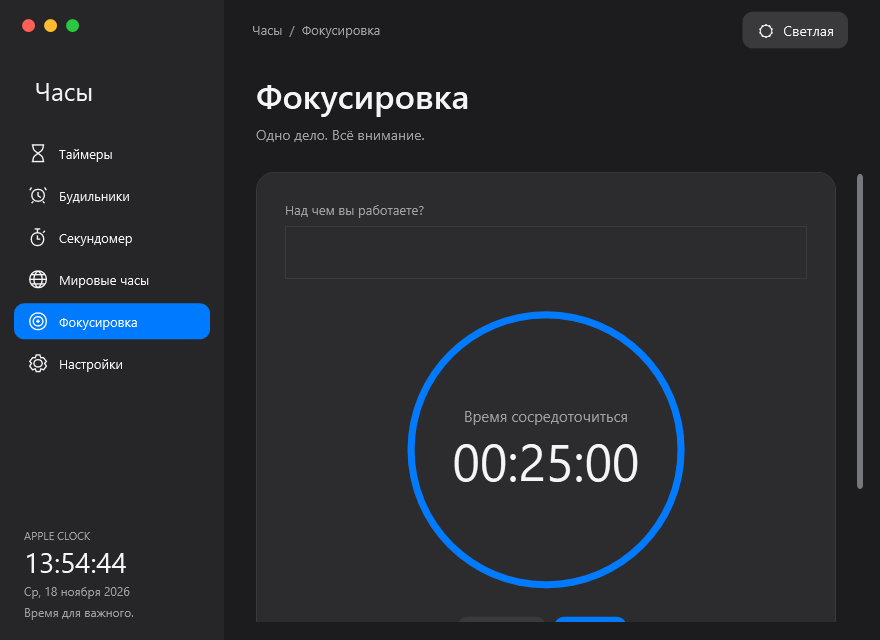 Часы / Фокусировка
Светлая
Часы
Таймеры
Будильники
Секундомер
Мировые часы
Фокусировка
Настройки
APPLE CLOCK
13:54:44
Ср, 18 ноября 2026
Время для важного.
Фокусировка
Одно дело. Всё внимание.
Над чем вы работаете?
Время сосредоточиться
00:25:00